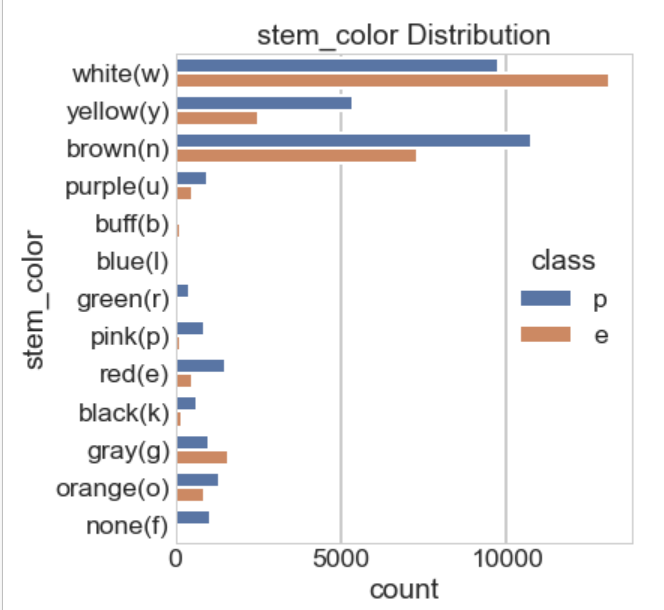 stem_color Distribution
white(w)
yellow(y)
brown(n)
purple(u)
buff(b)
blue(l)
green(r)
pink(p)
red(e)
black(k)
gray(g)
orange(o)
none(f)
stem_color
class
p
e
0 5000 10000
count